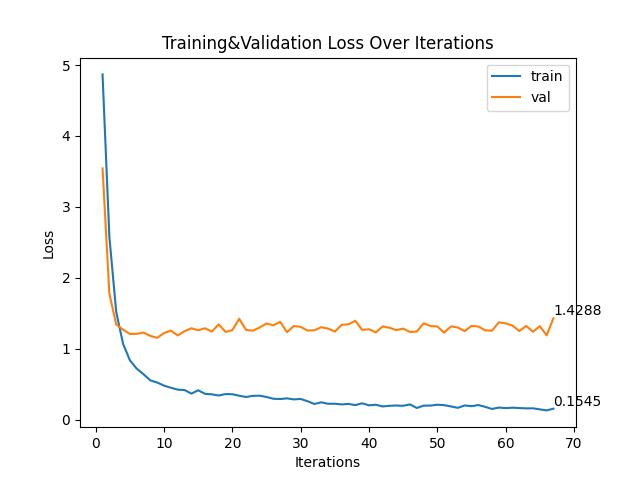 Training&Validation Loss Over Iterations
train
val
5
4
3
2
1
0
Loss
1.4288
0.1545
0 10 20 30 40 50 60 70
Iterations